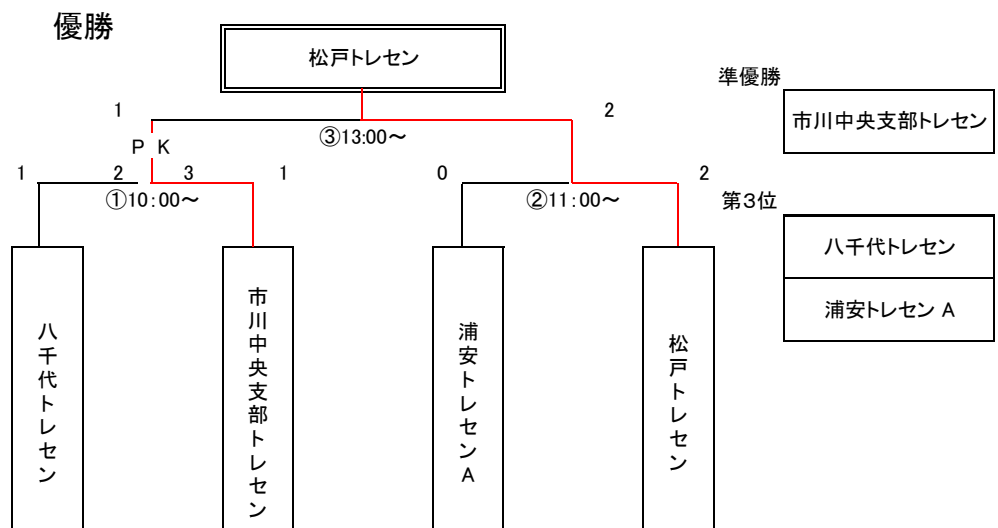 優勝
松戸トレセン
準優勝
市川中央支部トレセン
1 2
③13:00～
P K
1 2 3 1 0 2
①10:00～ ②11:00～
第3位
八千代トレセン
浦安トレセン A
八千代トレセン
市川中央支部トレセン
浦安トレセンA
松戸トレセン